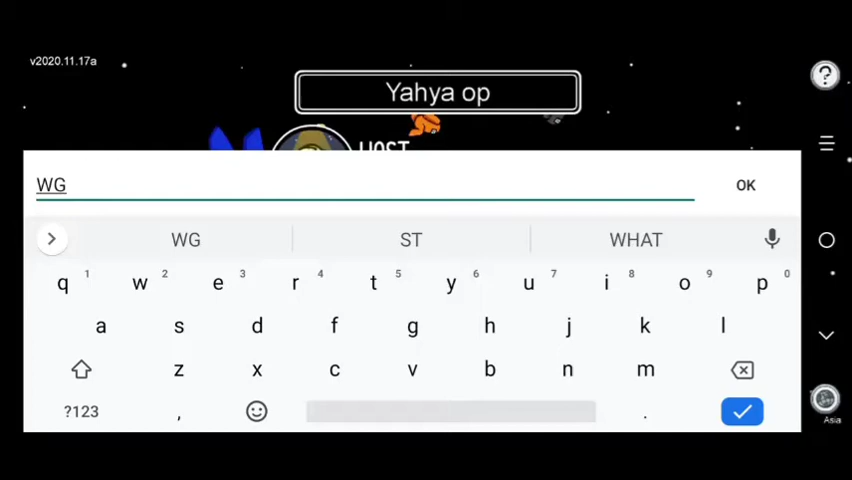 v2020.11.17a
Yahya op
HOST
WG
OK
WG ST WHAT
q 1 w 2 e 3 r 4 t 5 y 6 u 7 i 8 o 9 p 0
a s d f g h j k l
z x c v b n m
?123 , .
Asia
?